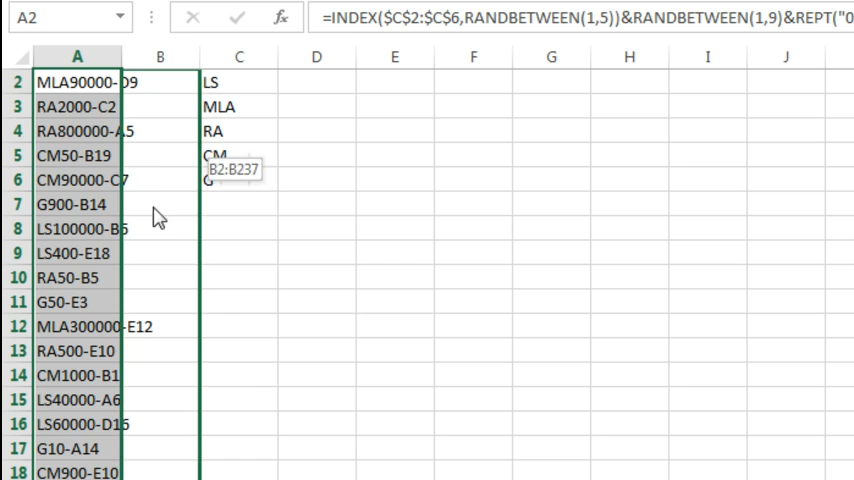 A2 fx =INDEX($C$2:$C$6,RANDBETWEEN(1,5))&RANDBETWEEN(1,9)&REPT("0
A B C D E F G H I J
2 MLA90000-D9 LS
3 RA2000-C2 MLA
4 RA800000-A5 RA
5 CM50-B19 CM
B2:B237
6 CM90000-C7 G
7 G900-B14
8 LS100000-B5
9 LS400-E18
10 RA50-B5
11 G50-E3
12 MLA300000-E12
13 RA500-E10
14 CM1000-B1
15 LS40000-A6
16 LS60000-D16
17 G10-A14
18 CM900-E10